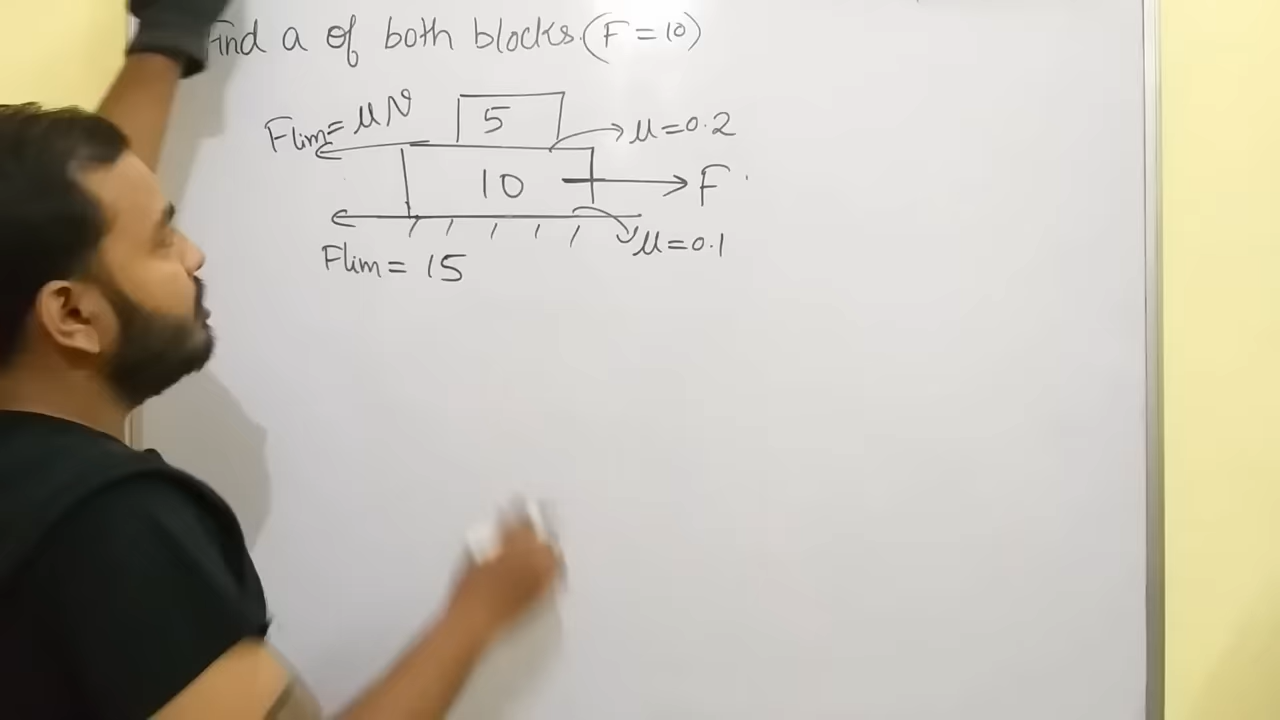 Find a of both blocks. (F = 10)
Flim = μN
5
μ = 0.2
10
F
μ = 0.1
Flim = 15